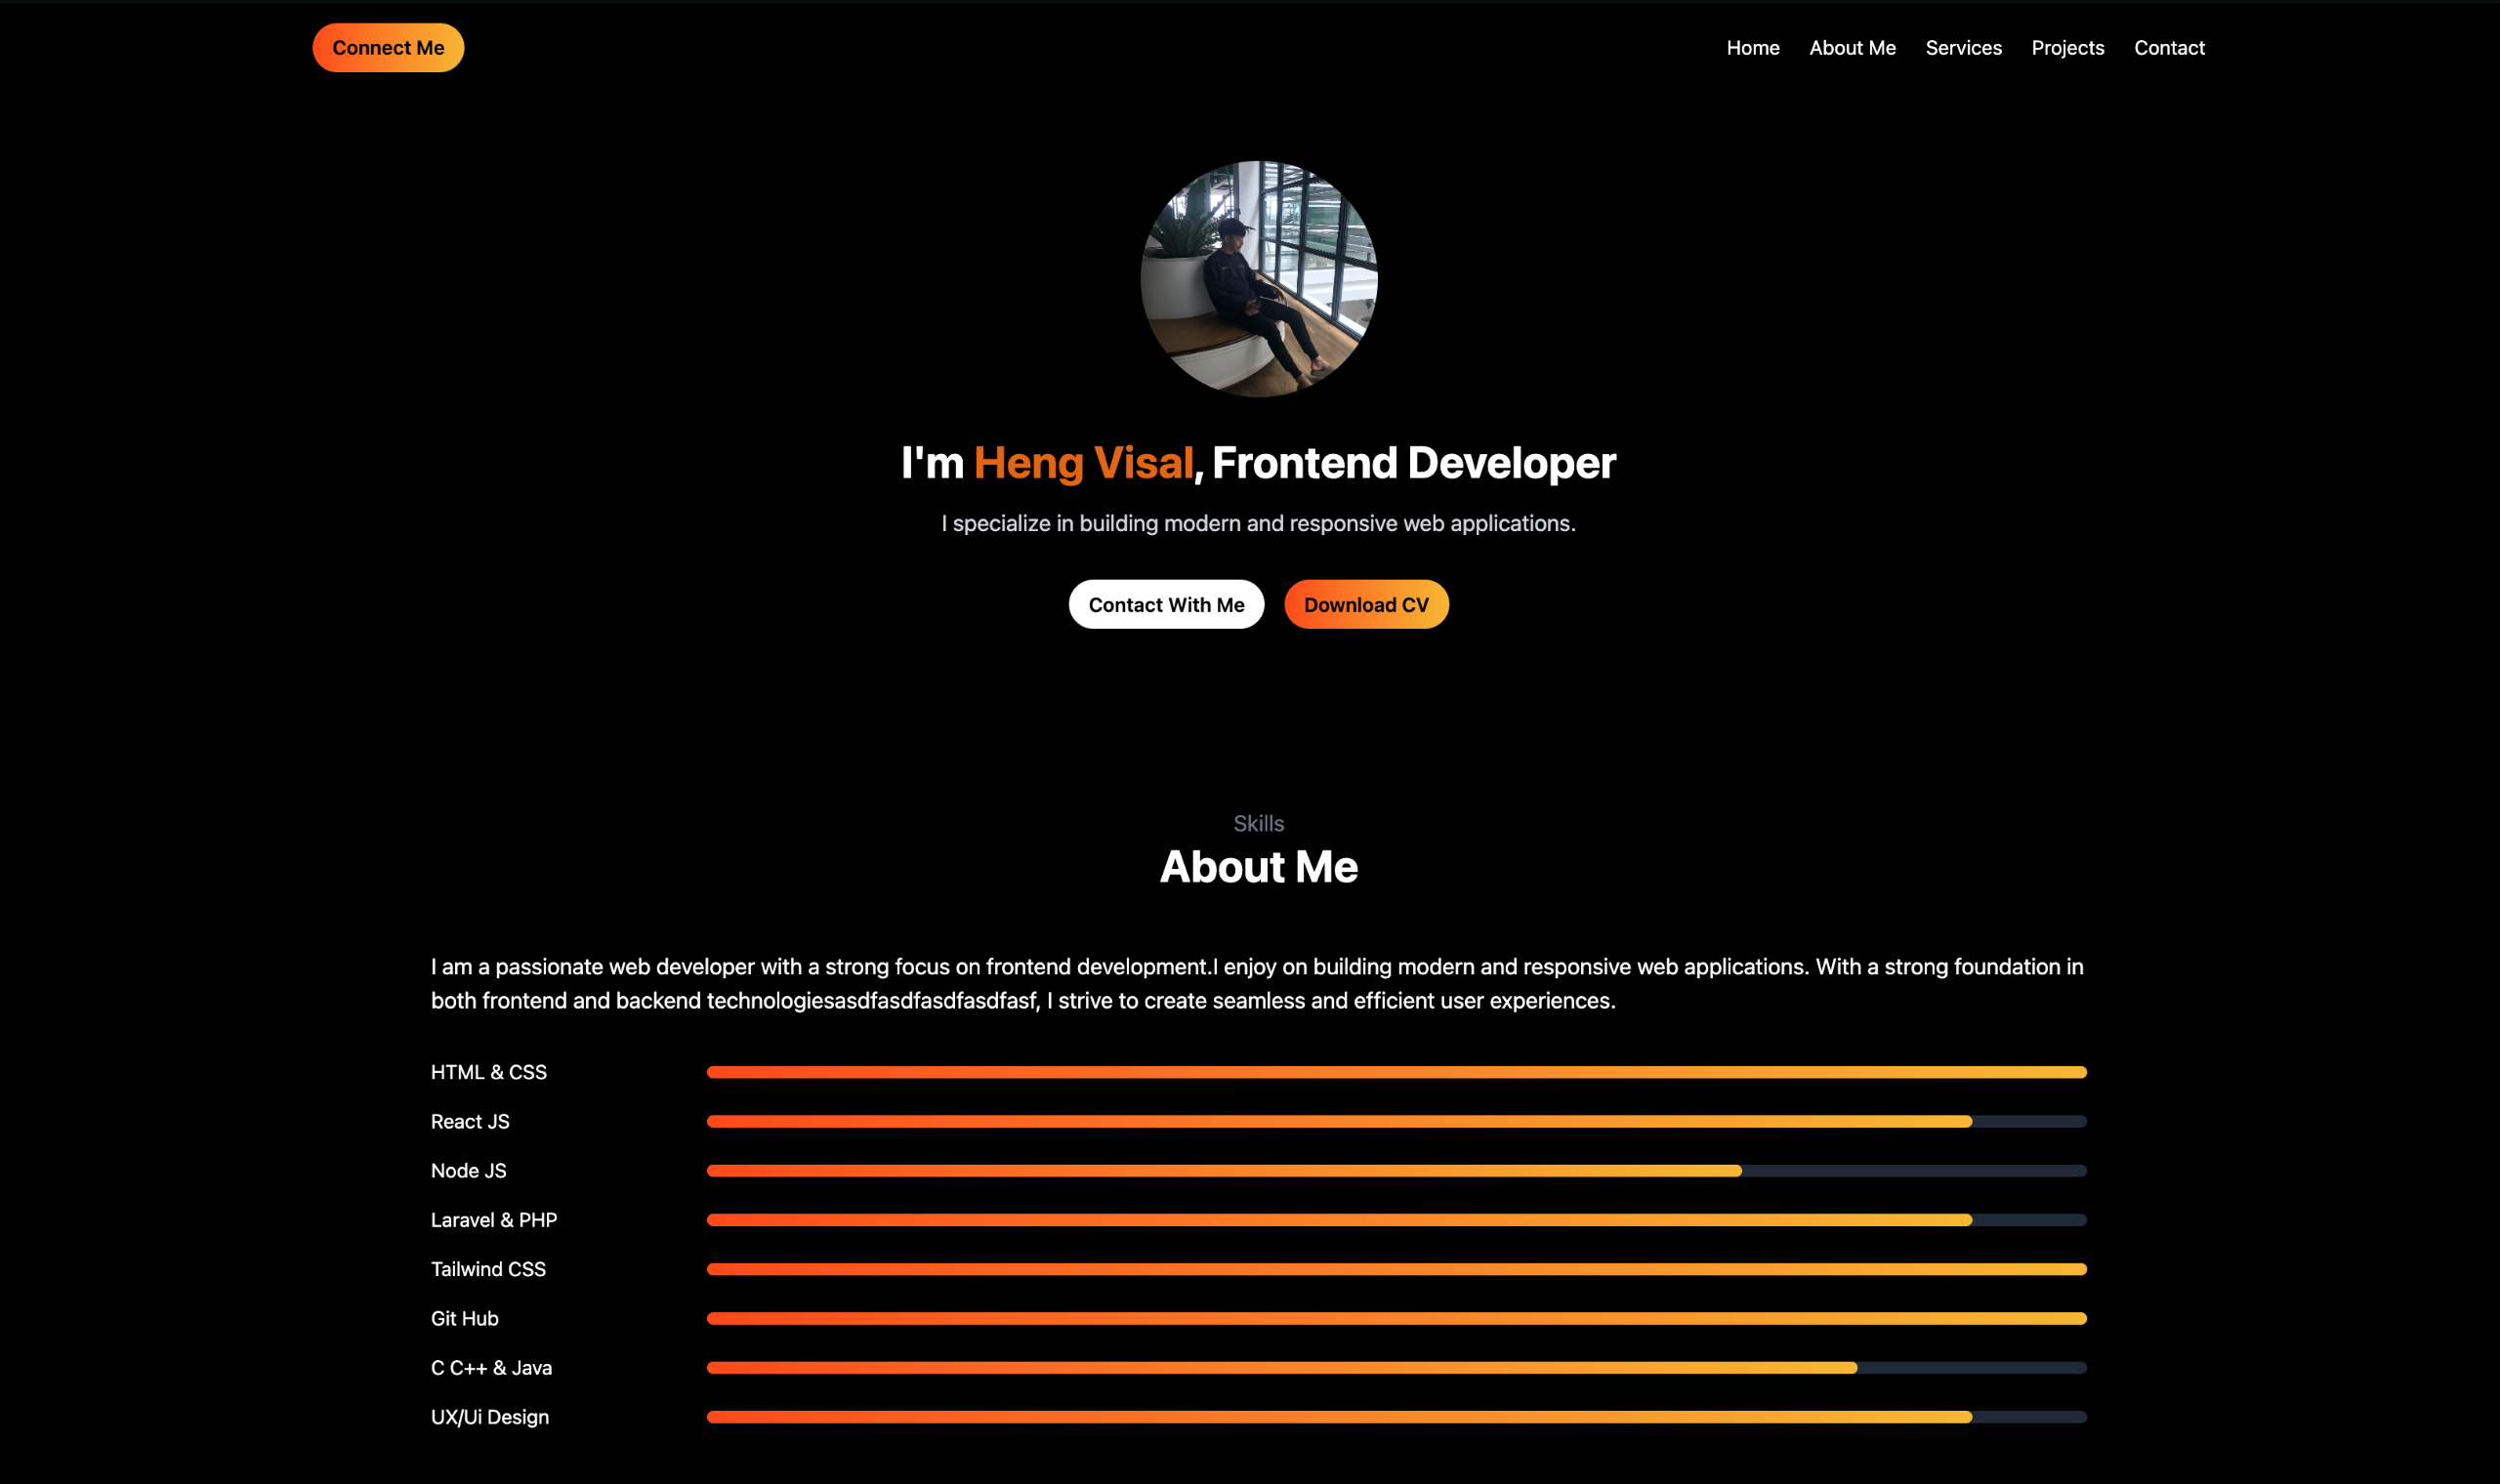 Connect Me
Home About Me Services Projects Contact
I'm Heng Visal, Frontend Developer
I specialize in building modern and responsive web applications.
Contact With Me Download CV
Skills
About Me
I am a passionate web developer with a strong focus on frontend development.I enjoy on building modern and responsive web applications. With a strong foundation in
both frontend and backend technologiesasdfasdfasdfasdfasf, I strive to create seamless and efficient user experiences.
HTML & CSS
React JS
Node JS
Laravel & PHP
Tailwind CSS
Git Hub
C C++ & Java
UX/Ui Design